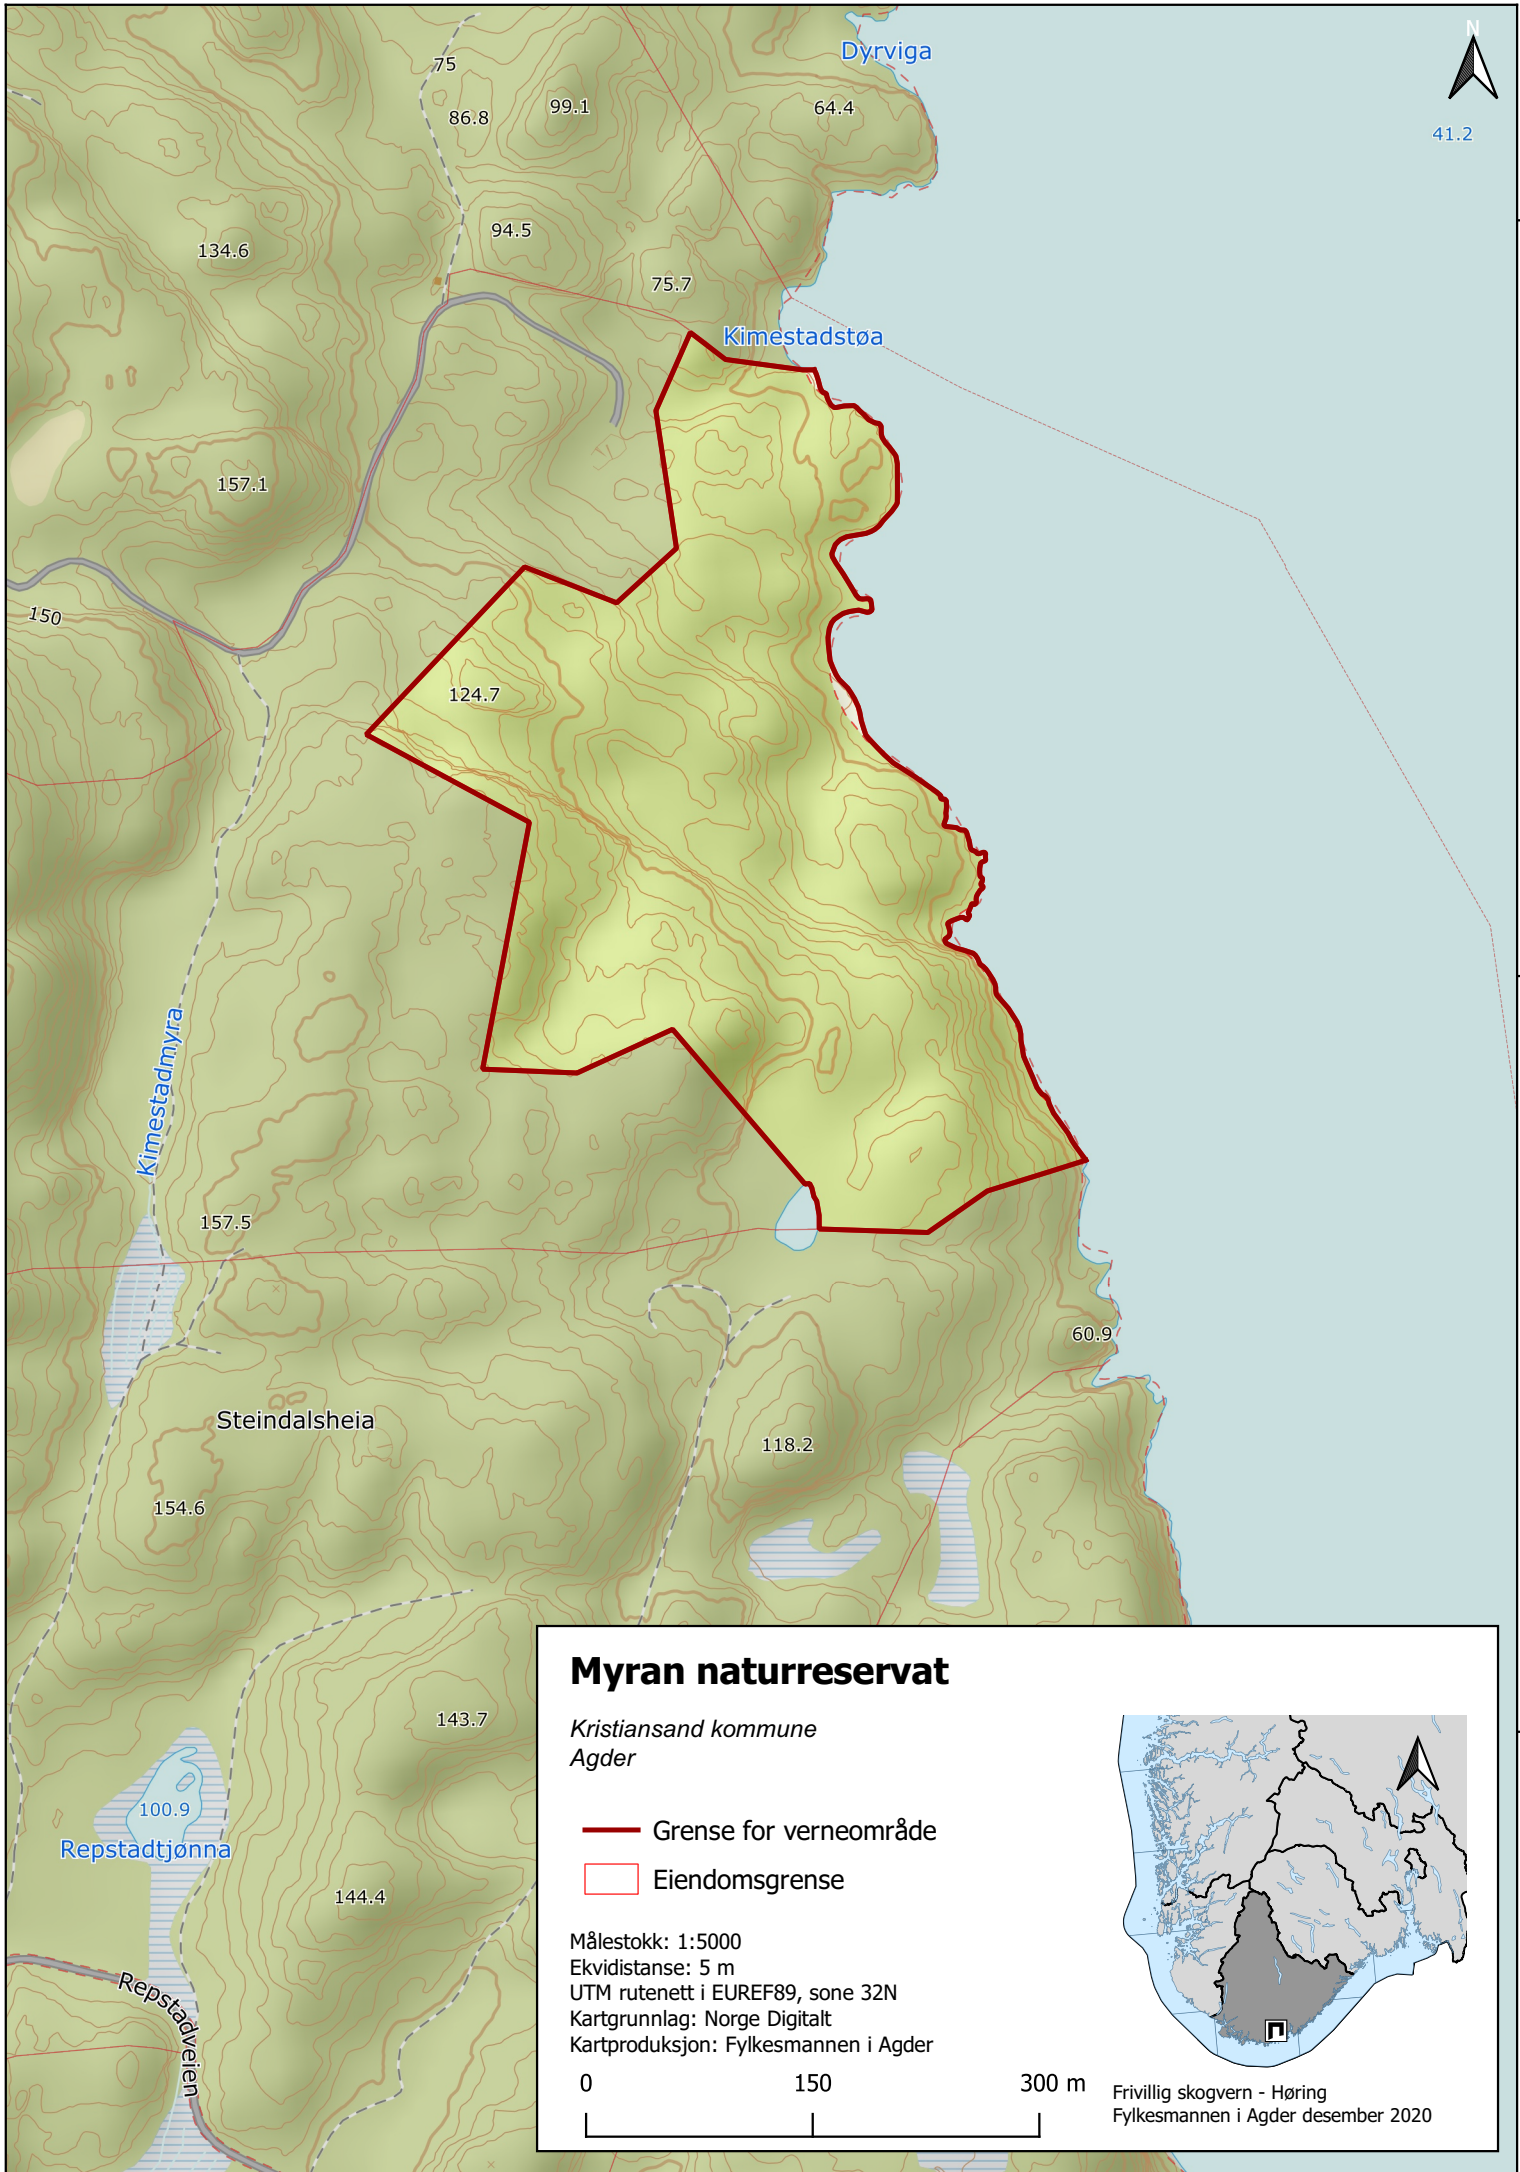 N
Dyrviga
75
86.8
99.1
64.4
41.2
134.6
94.5
75.7
Kimestadstøa
157.1
150
124.7
Kimestadmyra
157.5
60.9
Steindalsheia
118.2
154.6
143.7
100.9
Repstadtjønna
144.4
Repstadveien
Myran naturreservat
Kristiansand kommune
Agder
Grense for verneområde
Eiendomsgrense
Målestokk: 1:5000
Ekvidistanse: 5 m
UTM rutenett i EUREF89, sone 32N
Kartgrunnlag: Norge Digitalt
Kartproduksjon: Fylkesmannen i Agder
0 150 300 m
Frivillig skogvern - Høring
Fylkesmannen i Agder desember 2020